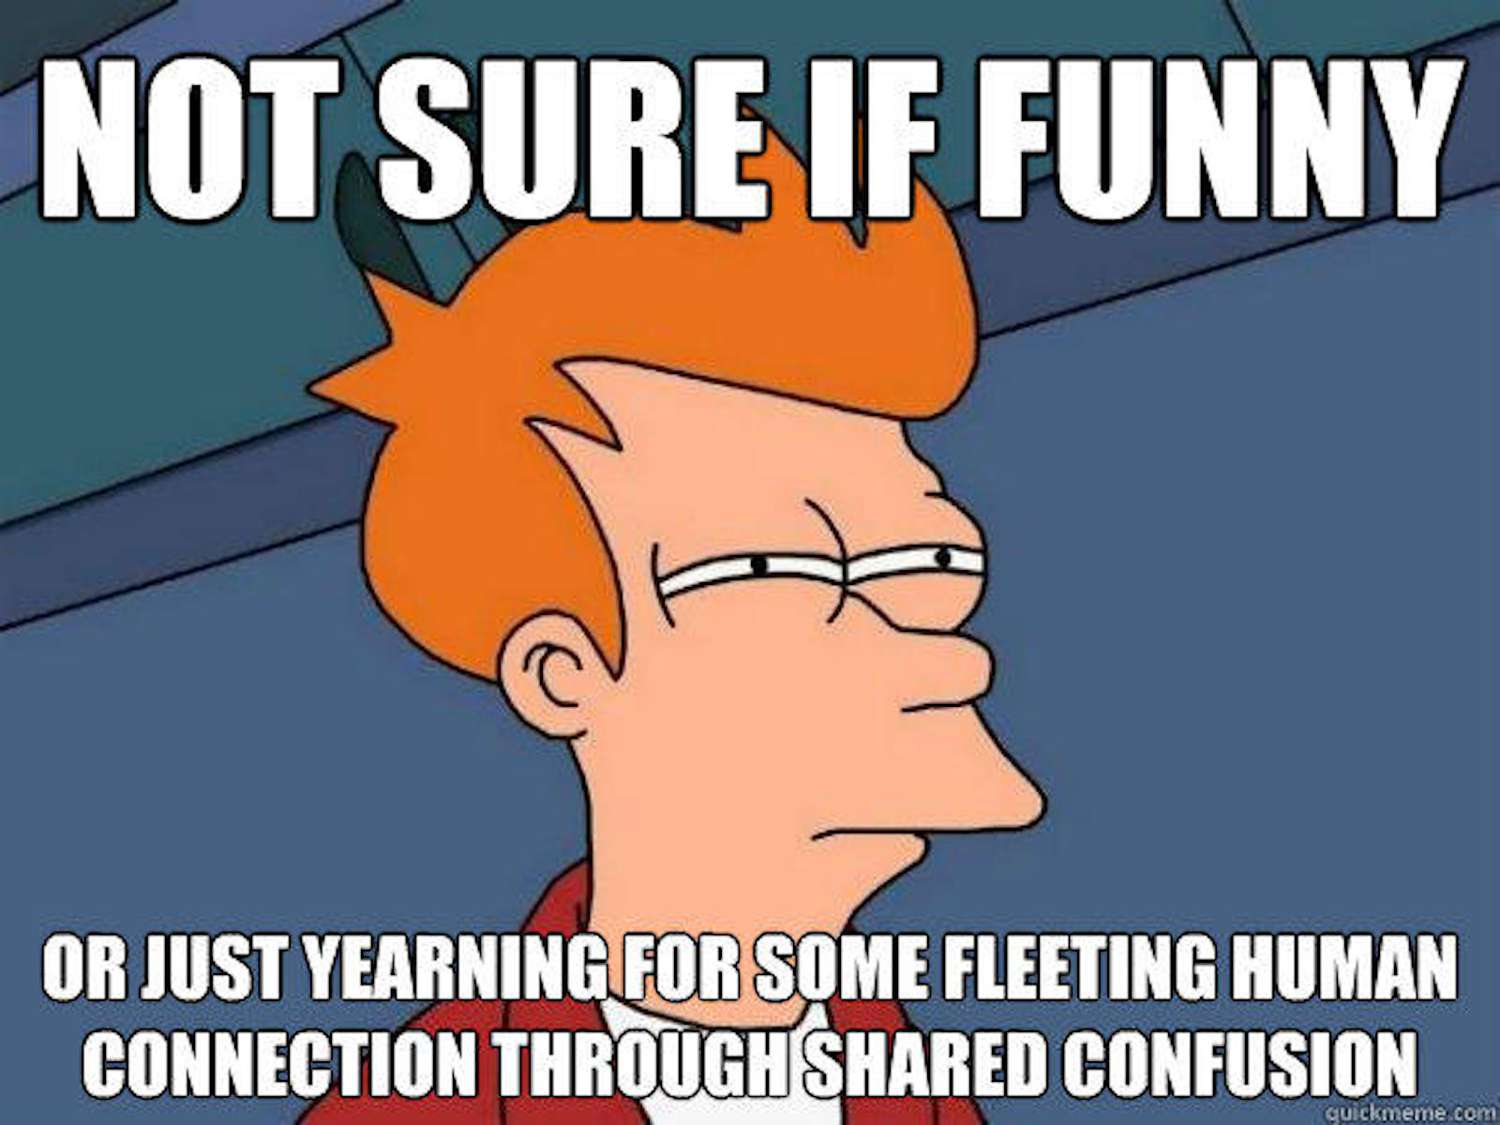 NOT SURE IF FUNNY
OR JUST YEARNING FOR SOME FLEETING HUMAN
CONNECTION THROUGH SHARED CONFUSION
quickmeme.com